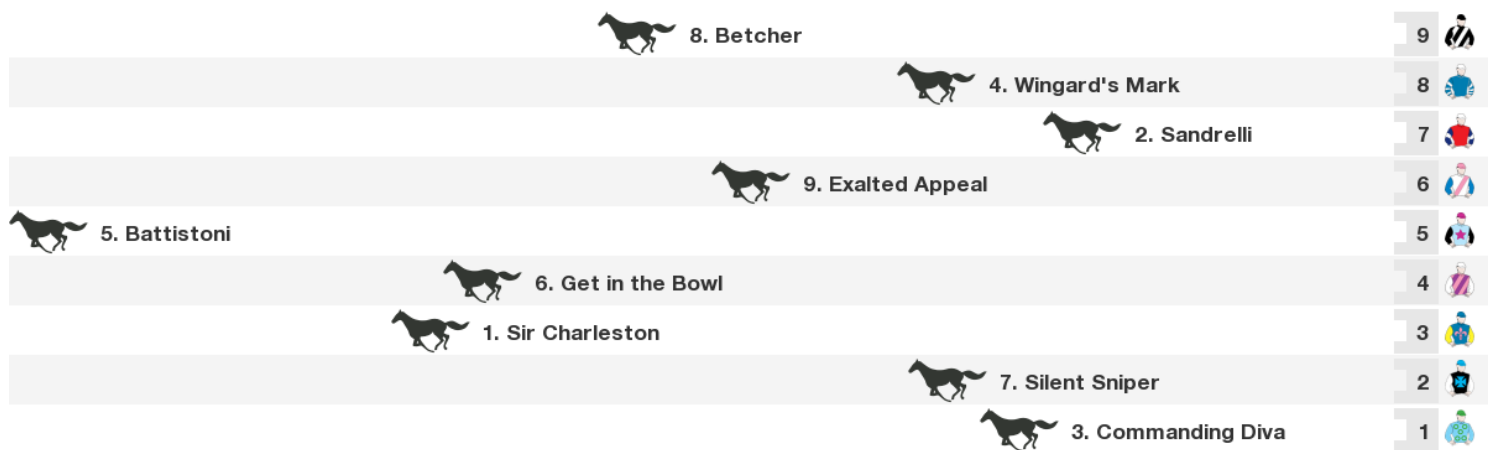 8. Betcher 9
4. Wingard's Mark 8
2. Sandrelli 7
9. Exalted Appeal 6
5. Battistoni 5
6. Get in the Bowl 4
1. Sir Charleston 3
7. Silent Sniper 2
3. Commanding Diva 1